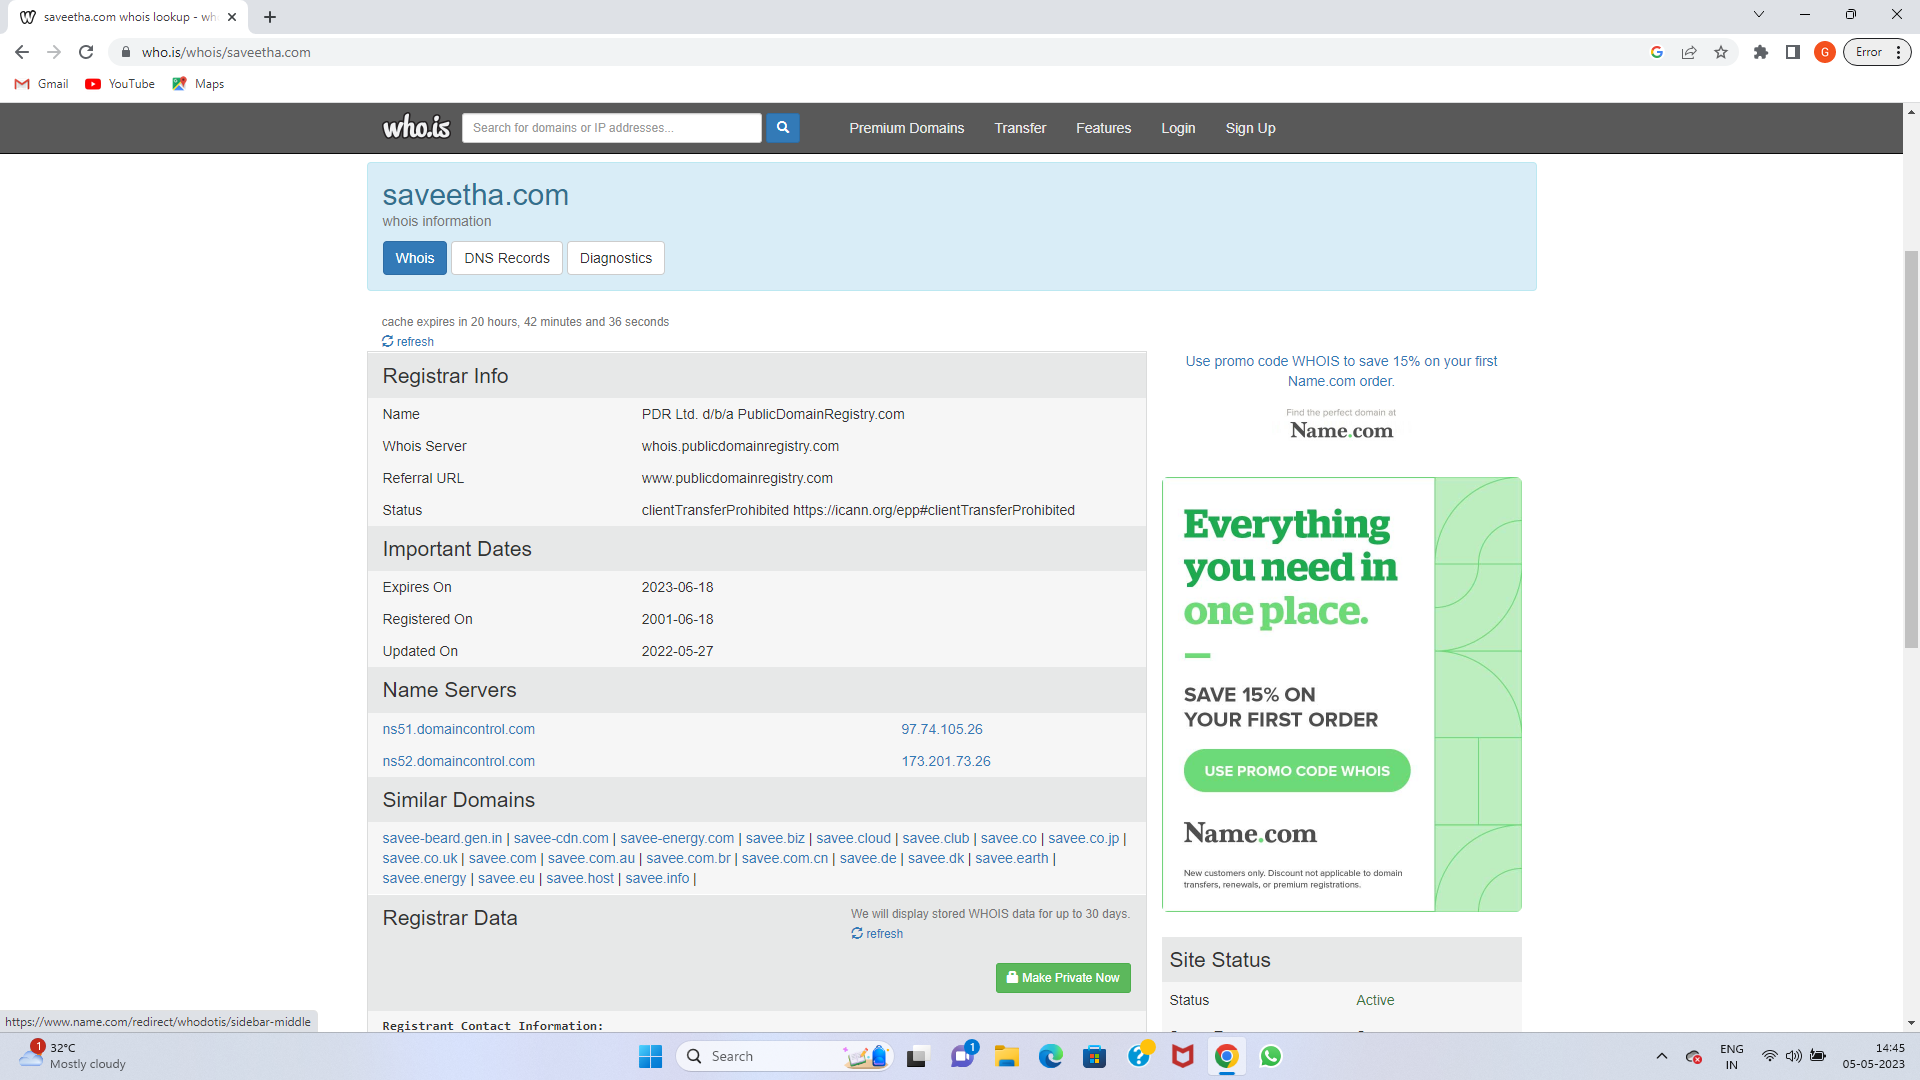 saveetha.com whois lookup - wh
who.is/whois/saveetha.com
G
Error
Gmail
YouTube
Maps
who.is
Search for domains or IP addresses...
Premium Domains
Transfer
Features
Login
Sign Up
saveetha.com
whois information
Whois
DNS Records
Diagnostics
cache expires in 20 hours, 42 minutes and 36 seconds
refresh
Registrar Info
Name PDR Ltd. d/b/a PublicDomainRegistry.com
Whois Server whois.publicdomainregistry.com
Referral URL www.publicdomainregistry.com
Status clientTransferProhibited https://icann.org/epp#clientTransferProhibited
Important Dates
Expires On 2023-06-18
Registered On 2001-06-18
Updated On 2022-05-27
Name Servers
ns51.domaincontrol.com 97.74.105.26
ns52.domaincontrol.com 173.201.73.26
Similar Domains
savee-beard.gen.in | savee-cdn.com | savee-energy.com | savee.biz | savee.cloud | savee.club | savee.co | savee.co.jp |
savee.co.uk | savee.com | savee.com.au | savee.com.br | savee.com.cn | savee.de | savee.dk | savee.earth |
savee.energy | savee.eu | savee.host | savee.info |
Registrar Data
We will display stored WHOIS data for up to 30 days.
refresh
Make Private Now
Registrant Contact Information:
Use promo code WHOIS to save 15% on your first
Name.com order.
Find the perfect domain at
Name.com
Everything
you need in
one place.
SAVE 15% ON
YOUR FIRST ORDER
USE PROMO CODE WHOIS
Name.com
New customers only. Discount not applicable to domain
transfers, renewals, or premium registrations.
Site Status
Status Active
https://www.name.com/redirect/whodotis/sidebar-middle
1
32°C
Mostly cloudy
Search
1
ENG
IN
14:45
05-05-2023